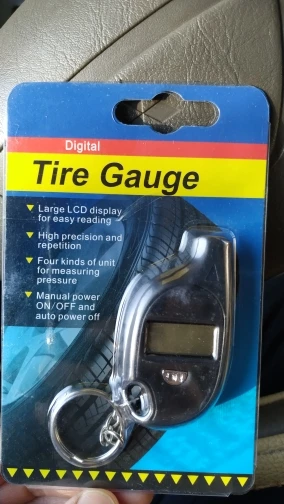 Digital
Tire Gauge
Large LCD display
for easy reading
High precision and
repetition
Four kinds of unit
for measuring
pressure
Manual power
ON/OFF and
auto power off